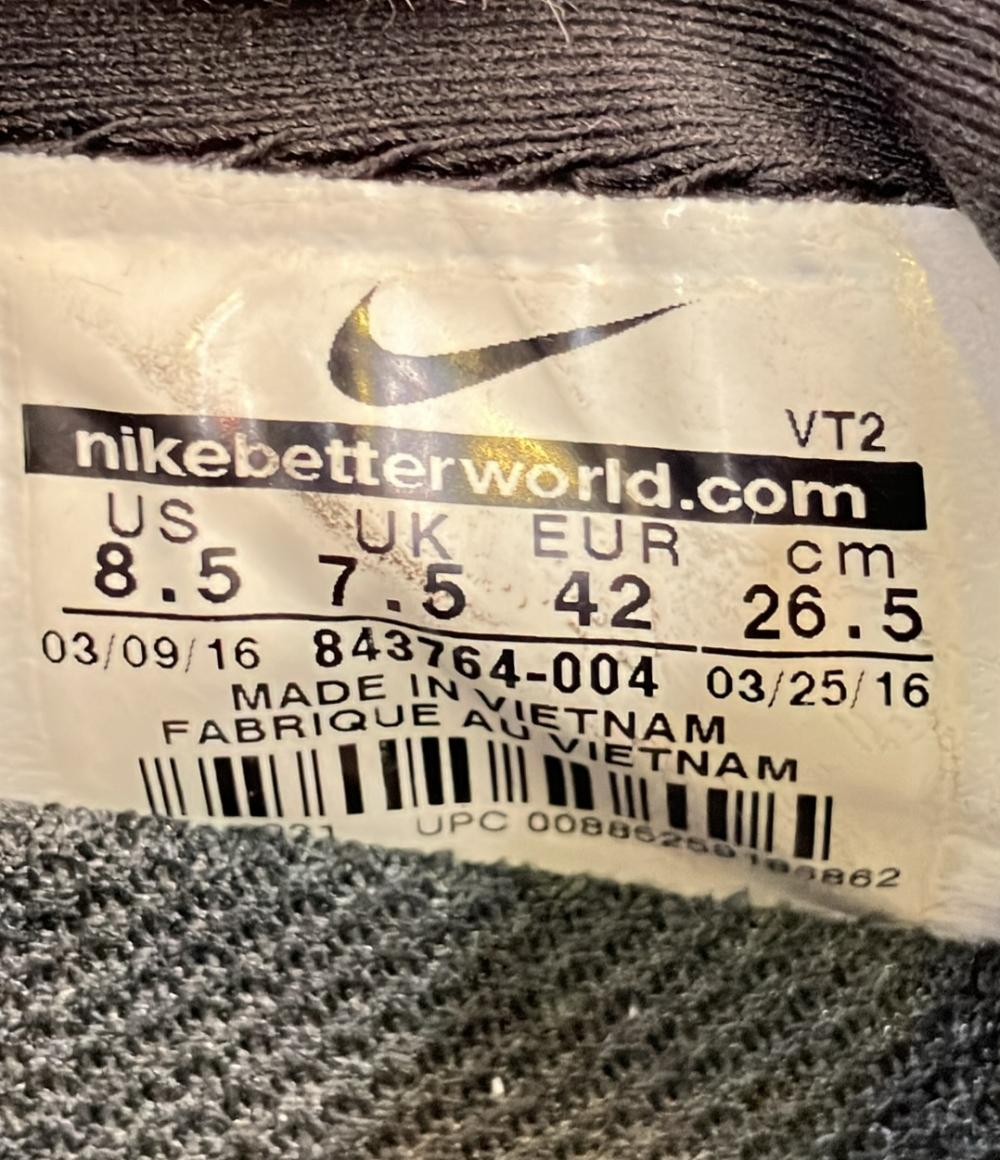 VT2
nikebetterworld.com
US UK EUR cm
8.5 7.5 42 26.5
03/09/16 843764-004 03/25/16
MADE IN VIETNAM
FABRIQUE AU VIETNAM
UPC